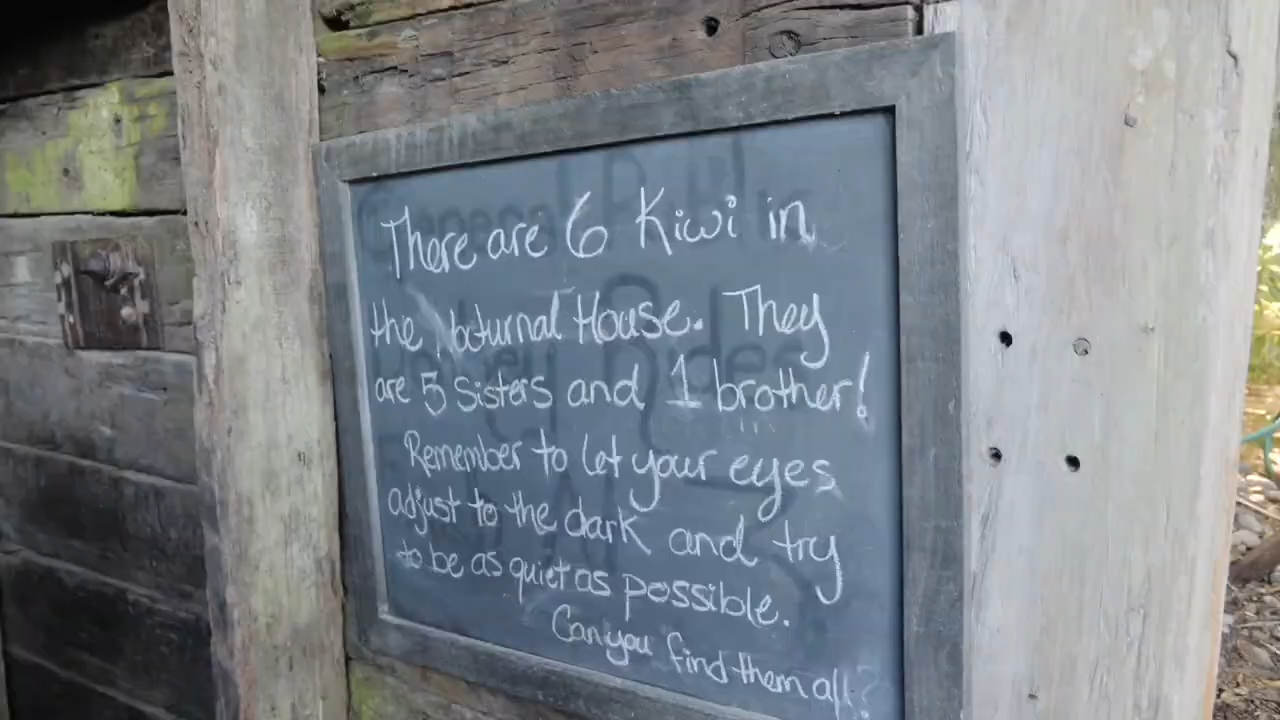 There are 6 Kiwi in
the Nocturnal House. They
are 5 sisters and 1 brother!
Remember to let your eyes
adjust to the dark and try
to be as quiet as possible.
Can you find them all?